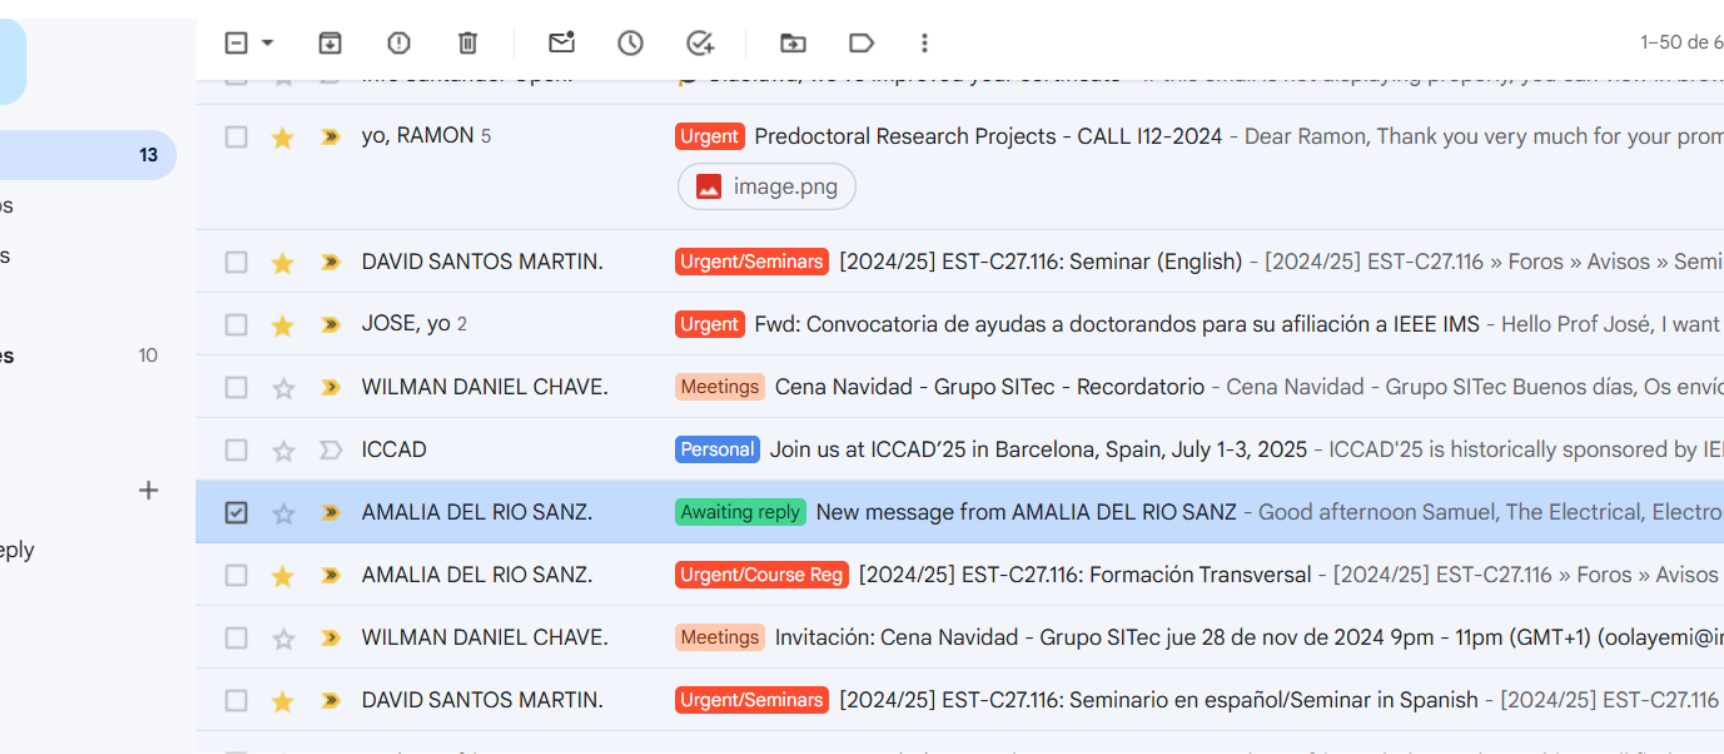 1–50 de 6
13
yo, RAMON 5 Urgent Predoctoral Research Projects - CALL I12-2024 - Dear Ramon, Thank you very much for your
image.png
DAVID SANTOS MARTIN. Urgent/Seminars [2024/25] EST-C27.116: Seminar (English) - [2024/25] EST-C27.116 » Foros » Avisos » Semi
JOSE, yo 2 Urgent Fwd: Convocatoria de ayudas a doctorandos para su afiliación a IEEE IMS - Hello Prof José, I want
10
WILMAN DANIEL CHAVE. Meetings Cena Navidad - Grupo SITec - Recordatorio - Cena Navidad - Grupo SITec Buenos días, Os
ICCAD Personal Join us at ICCAD’25 in Barcelona, Spain, July 1-3, 2025 - ICCAD'25 is historically sponsored by
AMALIA DEL RIO SANZ. Awaiting reply New message from AMALIA DEL RIO SANZ - Good afternoon Samuel, The Electrical, Electro
eply
AMALIA DEL RIO SANZ. Urgent/Course Reg [2024/25] EST-C27.116: Formación Transversal - [2024/25] EST-C27.116 » Foros » Avisos
WILMAN DANIEL CHAVE. Meetings Invitación: Cena Navidad - Grupo SITec jue 28 de nov de 2024 9pm - 11pm (GMT+1) (oolayemi@
DAVID SANTOS MARTIN. Urgent/Seminars [2024/25] EST-C27.116: Seminario en español/Seminar in Spanish - [2024/25] EST-C27.116